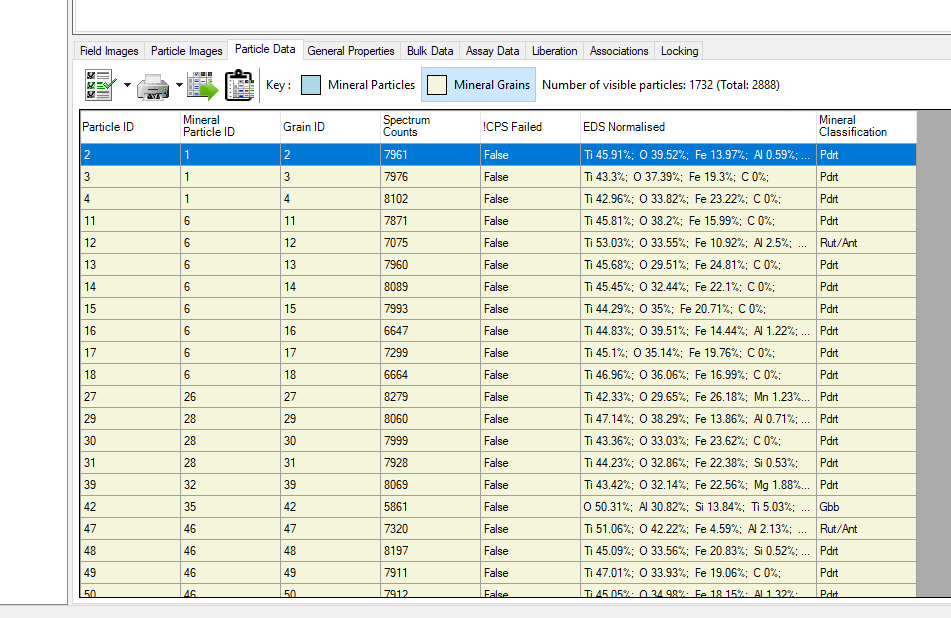 Field Images Particle Images Particle Data General Properties Bulk Data Assay Data Liberation Associations Locking
Key : Mineral Particles Mineral Grains Number of visible particles: 1732 (Total: 2888)
Particle ID Mineral Particle ID Grain ID Spectrum Counts !CPS Failed EDS Normalised Mineral Classification
2 1 2 7961 False Ti 45.91%; O 39.52%; Fe 13.97%; Al 0.59%; ... Pdrt
3 1 3 7976 False Ti 43.3%; O 37.39%; Fe 19.3%; C 0%; Pdrt
4 1 4 8102 False Ti 42.96%; O 33.82%; Fe 23.22%; C 0%; Pdrt
11 6 11 7871 False Ti 45.81%; O 38.2%; Fe 15.99%; C 0%; Pdrt
12 6 12 7075 False Ti 53.03%; O 33.55%; Fe 10.92%; Al 2.5%; ... Rut/Ant
13 6 13 7960 False Ti 45.68%; O 29.51%; Fe 24.81%; C 0%; Pdrt
14 6 14 8089 False Ti 45.45%; O 32.44%; Fe 22.1%; C 0%; Pdrt
15 6 15 7993 False Ti 44.29%; O 35%; Fe 20.71%; C 0%; Pdrt
16 6 16 6647 False Ti 44.83%; O 39.51%; Fe 14.44%; Al 1.22%; ... Pdrt
17 6 17 7299 False Ti 45.1%; O 35.14%; Fe 19.76%; C 0%; Pdrt
18 6 18 6664 False Ti 46.96%; O 36.06%; Fe 16.99%; C 0%; Pdrt
27 26 27 8279 False Ti 42.33%; O 29.65%; Fe 26.18%; Mn 1.23%... Pdrt
29 28 29 8060 False Ti 47.14%; O 38.29%; Fe 13.86%; Al 0.71%; ... Pdrt
30 28 30 7999 False Ti 43.36%; O 33.03%; Fe 23.62%; C 0%; Pdrt
31 28 31 7928 False Ti 44.23%; O 32.86%; Fe 22.38%; Si 0.53%; Pdrt
39 32 39 8069 False Ti 43.42%; O 32.14%; Fe 22.56%; Mg 1.88%... Pdrt
42 35 42 5861 False O 50.31%; Al 30.82%; Si 13.84%; Ti 5.03%; ... Gbb
47 46 47 7320 False Ti 51.06%; O 42.22%; Fe 4.59%; Al 2.13%; ... Rut/Ant
48 46 48 8197 False Ti 45.09%; O 33.56%; Fe 20.83%; Si 0.52%; ... Pdrt
49 46 49 7911 False Ti 47.01%; O 33.93%; Fe 19.06%; C 0%; Pdrt
50 46 50 7912 False Ti 45.05%; O 34.98%; Fe 18.15%; Al 1.32%; ... Pdrt